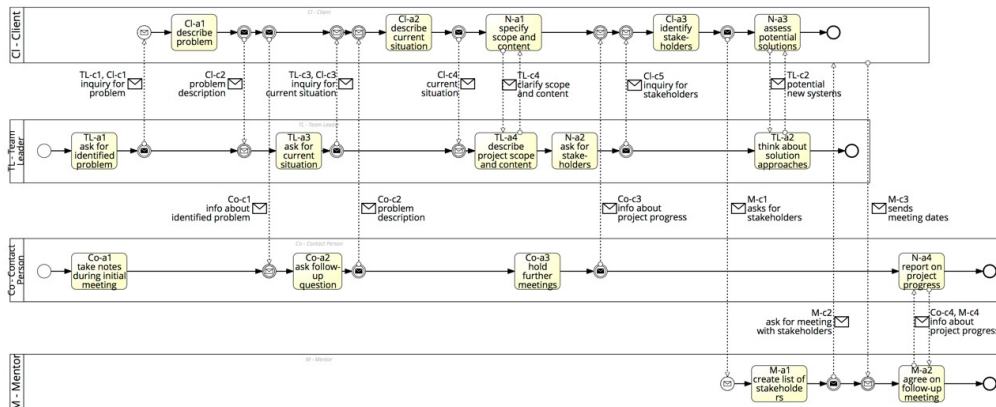 Cl - Client
Cl - Client
Cl-a1
describe
problem
Cl-a2
describe
current
situation
N-a1
specify
scope and
content
Cl-a3
identify
stake-
holders
N-a3
assess
potential
solutions
TL-c1, Cl-c1
inquiry for
problem
Cl-c2
problem
description
TL-c3, Cl-c3
inquiry for
current situation
Cl-c4
current
situation
TL-c4
clarify scope
and content
Cl-c5
inquiry for
stakeholders
TL-c2
potential
new systems
TL - Team
Leader
TL - Team Leader
TL-a1
ask for
identified
problem
TL-a3
ask for
current
situation
TL-a4
describe
project scope
and content
N-a2
ask for
stake-
holders
TL-a2
think about
solution
approaches
Co-c1
info about
identified problem
Co-c2
problem
description
Co-c3
info about
project progress
M-c1
asks for
stakeholders
M-c3
sends
meeting dates
Co - Contact
Person
Co - Contact Person
Co-a1
take notes
during initial
meeting
Co-a2
ask follow-
up
question
Co-a3
hold
further
meetings
N-a4
report on
project
progress
M-c2
ask for meeting
with stakeholders
Co-c4, M-c4
info about
project progress
M - Mentor
M - Mentor
M-a1
create list of
stakeholde
rs
M-a2
agree on
follow-up
meeting